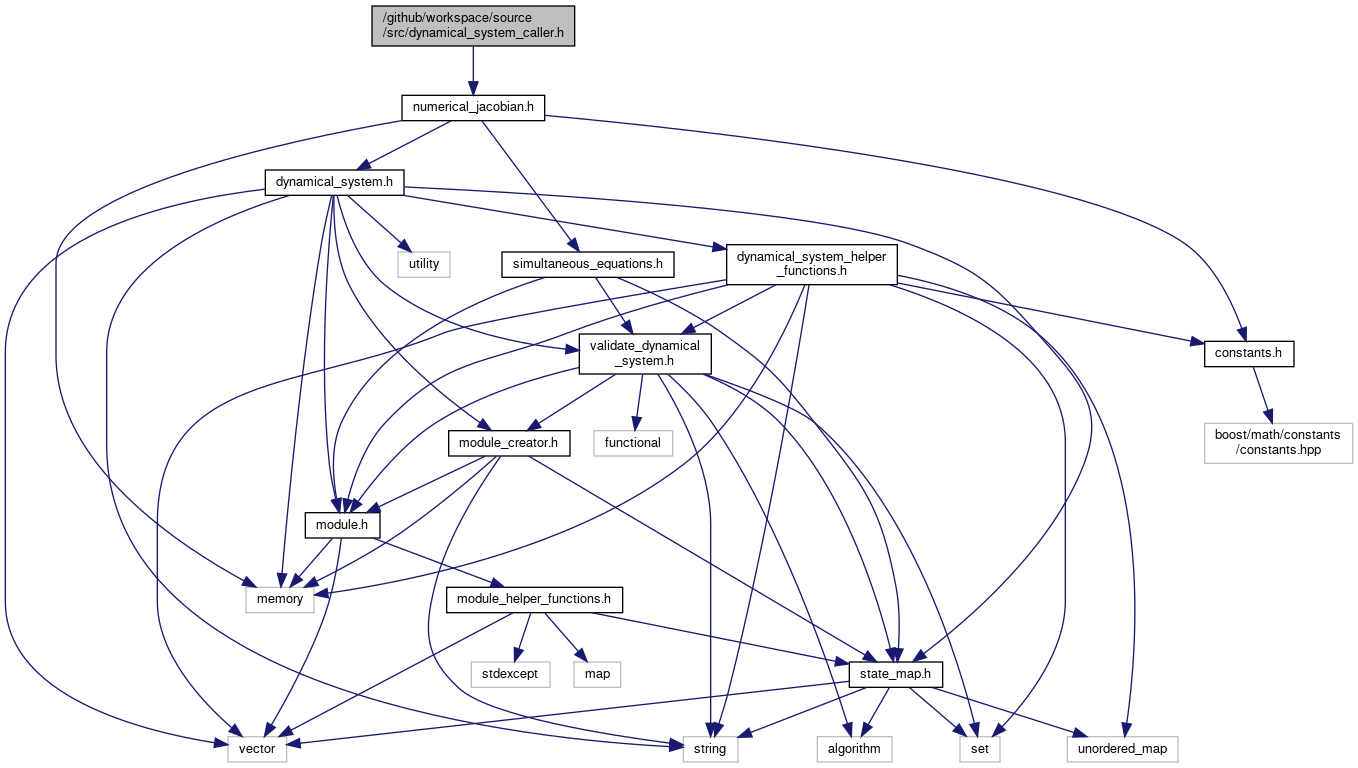 /github/workspace/source
/src/dynamical_system_caller.h
numerical_jacobian.h
dynamical_system.h
utility
simultaneous_equations.h
dynamical_system_helper
_functions.h
validate_dynamical
_system.h
constants.h
module_creator.h
functional
boost/math/constants
/constants.hpp
module.h
memory
module_helper_functions.h
stdexcept
map
state_map.h
vector
string
algorithm
set
unordered_map